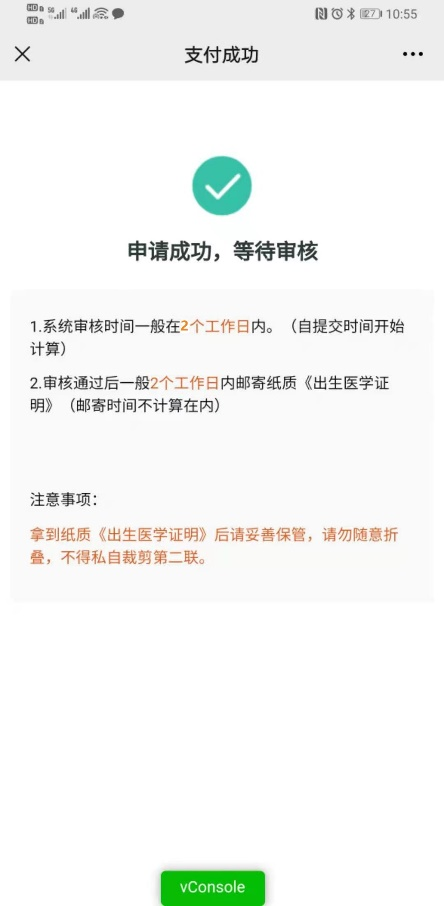 10:55
支付成功
申请成功，等待审核
1.系统审核时间一般在2个工作日内。（自提交时间开始
计算）
2.审核通过后一般2个工作日内邮寄纸质《出生医学证
明》（邮寄时间不计算在内）
注意事项：
拿到纸质《出生医学证明》后请妥善保管，请勿随意折
叠，不得私自裁剪第二联。
vConsole